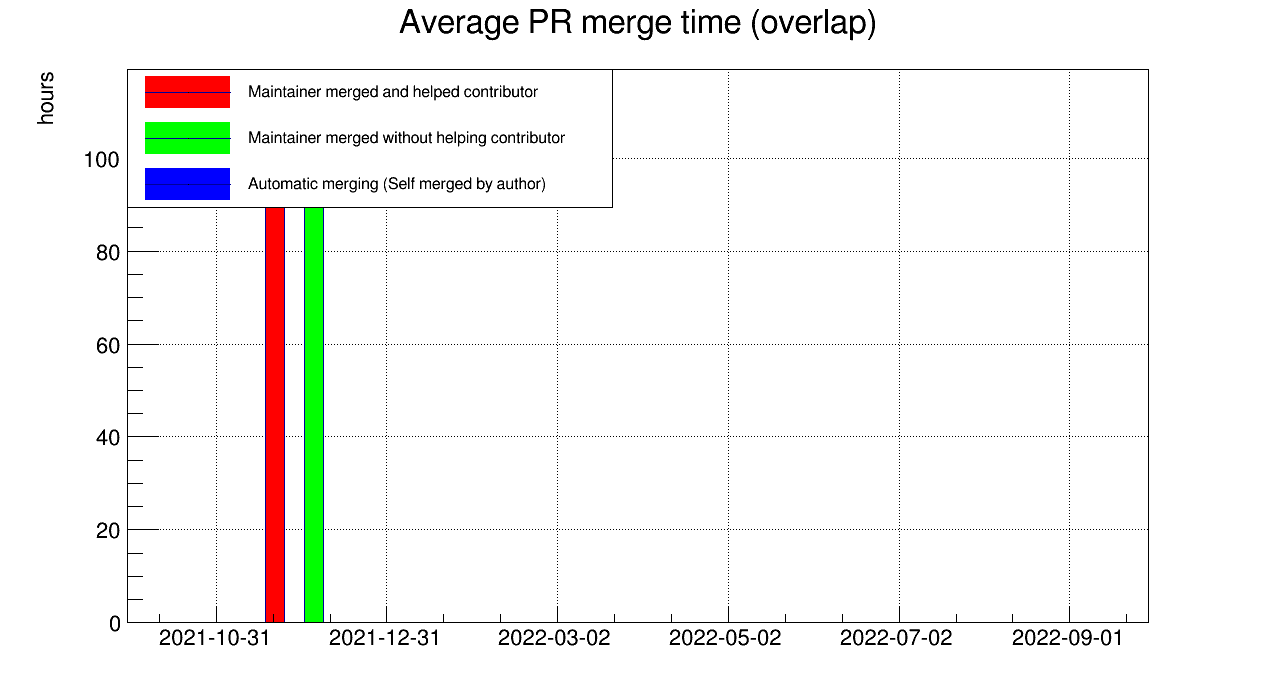 Average PR merge time (overlap)
hours
Maintainer merged and helped contributor
Maintainer merged without helping contributor
Automatic merging (Self merged by author)
100
80
60
40
20
0
2021-10-31 2021-12-31 2022-03-02 2022-05-02 2022-07-02 2022-09-01